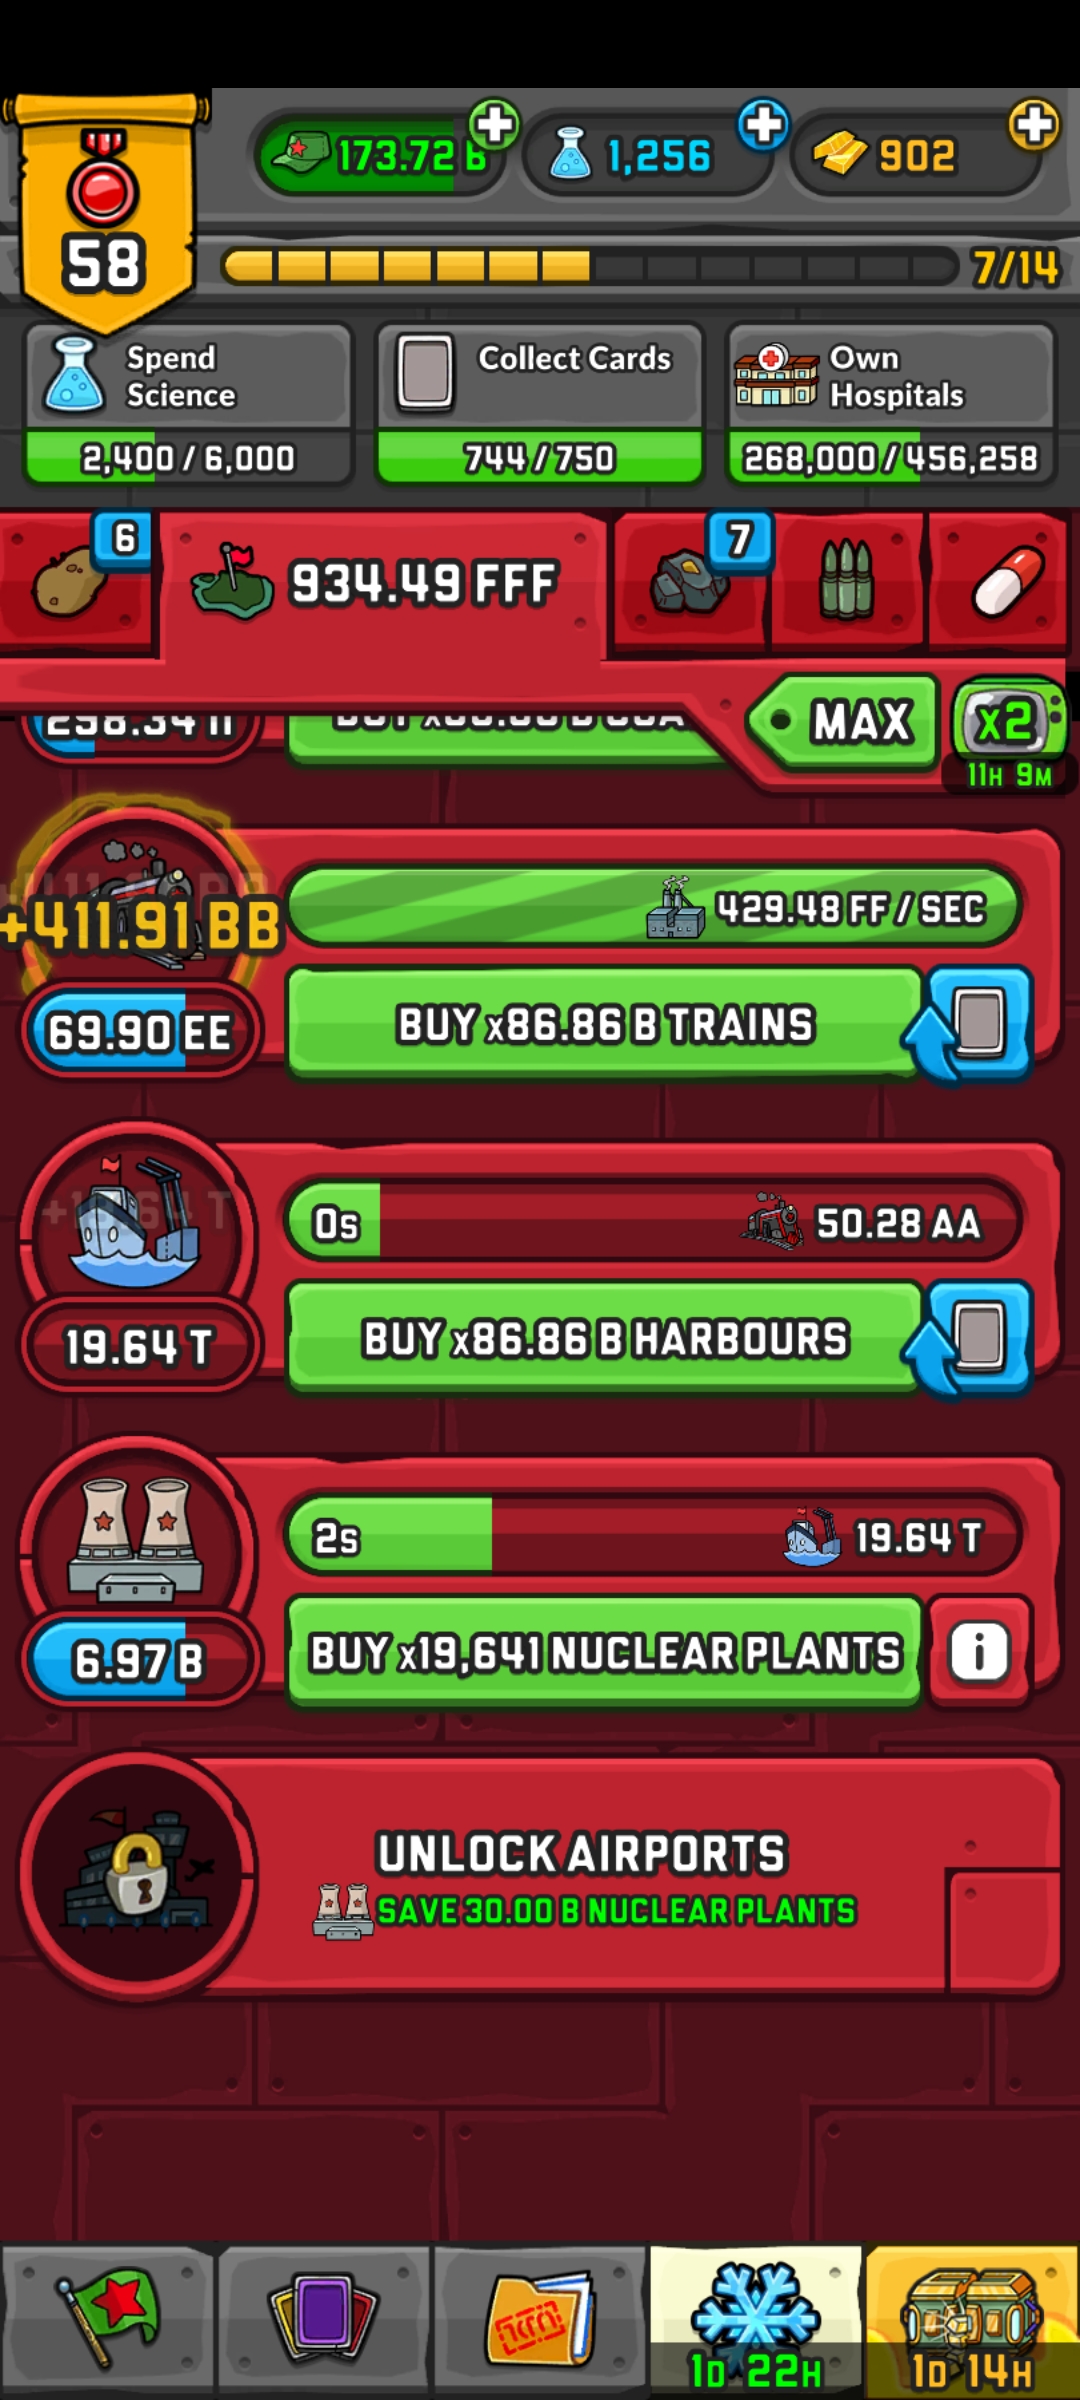 58
173.72 B
1,256
902
7/14
Spend
Science
2,400 / 6,000
Collect Cards
744 / 750
Own
Hospitals
268,000 / 456,258
6
934.49 FFF
7
MAX
x2
11H 9M
+411.91 BB
429.48 FF / SEC
69.90 EE
BUY x86.86 B TRAINS
+19.64 T
0s
50.28 AA
19.64 T
BUY x86.86 B HARBOURS
2s
19.64 T
6.97 B
BUY x19,641 NUCLEAR PLANTS
i
UNLOCK AIRPORTS
SAVE 30.00 B NUCLEAR PLANTS
1D 22H
1D 14H